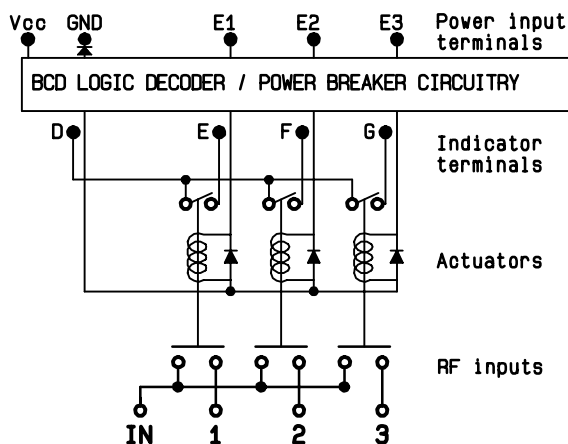 Vcc GND E1 E2 E3 Power input
terminals
BCD LOGIC DECODER / POWER BREAKER CIRCUITRY
D E F G Indicator
terminals
Actuators
RF inputs
IN 1 2 3